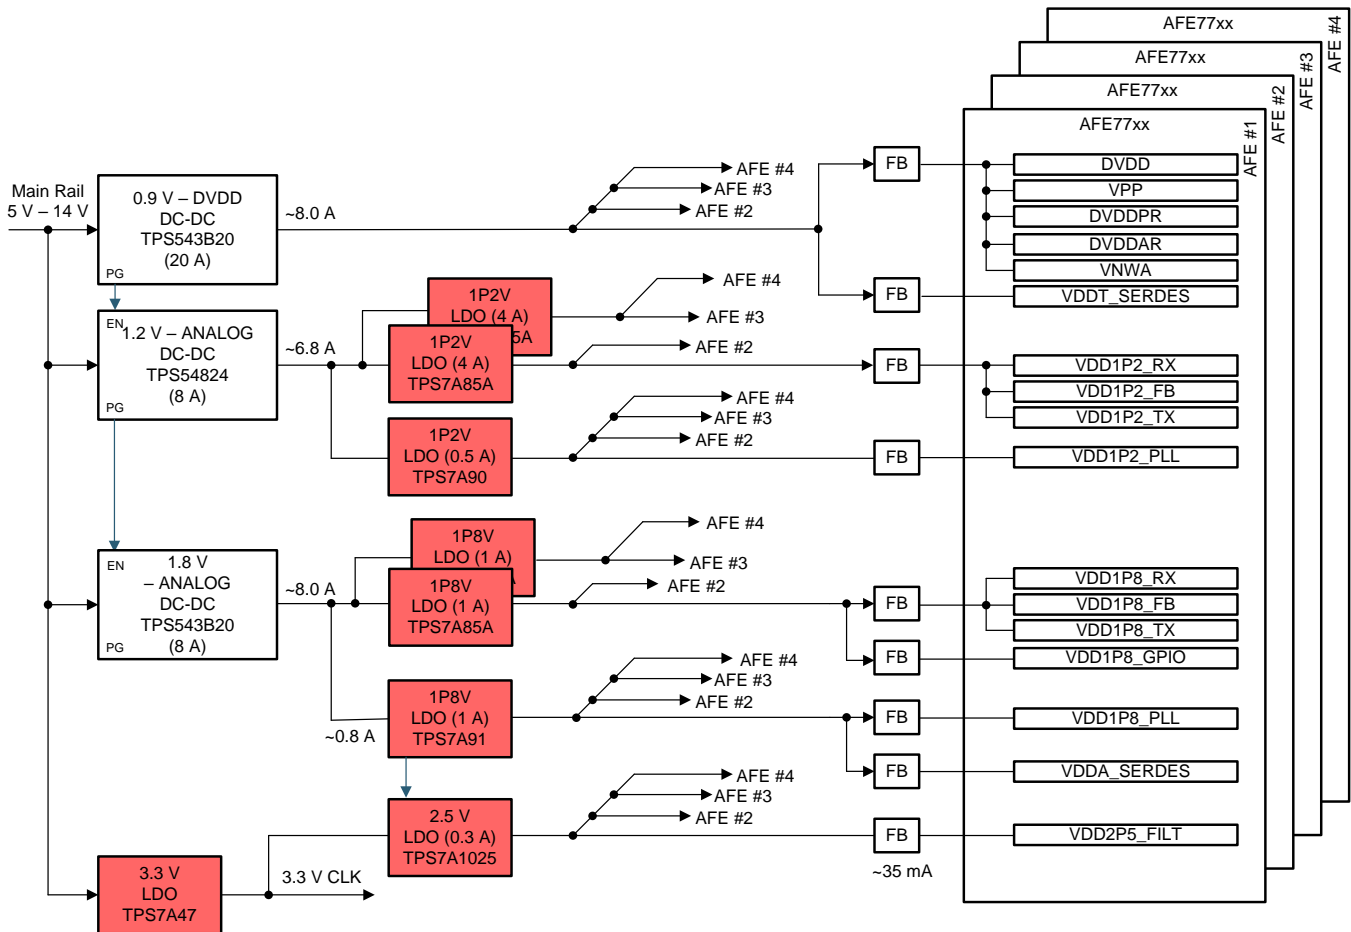 AFE77xx
AFE #4
AFE77xx
AFE #3
AFE77xx
AFE #2
AFE77xx
AFE #1
Main Rail
5 V – 14 V
0.9 V – DVDD
DC-DC
TPS543B20
(20 A)
PG
~8.0 A
AFE #4
AFE #3
AFE #2
FB
DVDD
VPP
DVDDPR
DVDDAR
VNWA
FB
VDDT_SERDES
EN
1.2 V – ANALOG
DC-DC
TPS54824
(8 A)
PG
~6.8 A
1P2V
LDO (4 A)
5A
AFE #4
AFE #3
1P2V
LDO (4 A)
TPS7A85A
AFE #2
FB
VDD1P2_RX
VDD1P2_FB
VDD1P2_TX
1P2V
LDO (0.5 A)
TPS7A90
AFE #4
AFE #3
AFE #2
FB
VDD1P2_PLL
EN
1.8 V
– ANALOG
DC-DC
TPS543B20
(8 A)
PG
~8.0 A
1P8V
LDO (1 A)
AFE #4
AFE #3
1P8V
LDO (1 A)
TPS7A85A
AFE #2
FB
VDD1P8_RX
VDD1P8_FB
VDD1P8_TX
FB
VDD1P8_GPIO
~0.8 A
1P8V
LDO (1 A)
TPS7A91
AFE #4
AFE #3
AFE #2
FB
VDD1P8_PLL
FB
VDDA_SERDES
2.5 V
LDO (0.3 A)
TPS7A1025
AFE #4
AFE #3
AFE #2
FB
~35 mA
VDD2P5_FILT
3.3 V
LDO
TPS7A47
3.3 V CLK